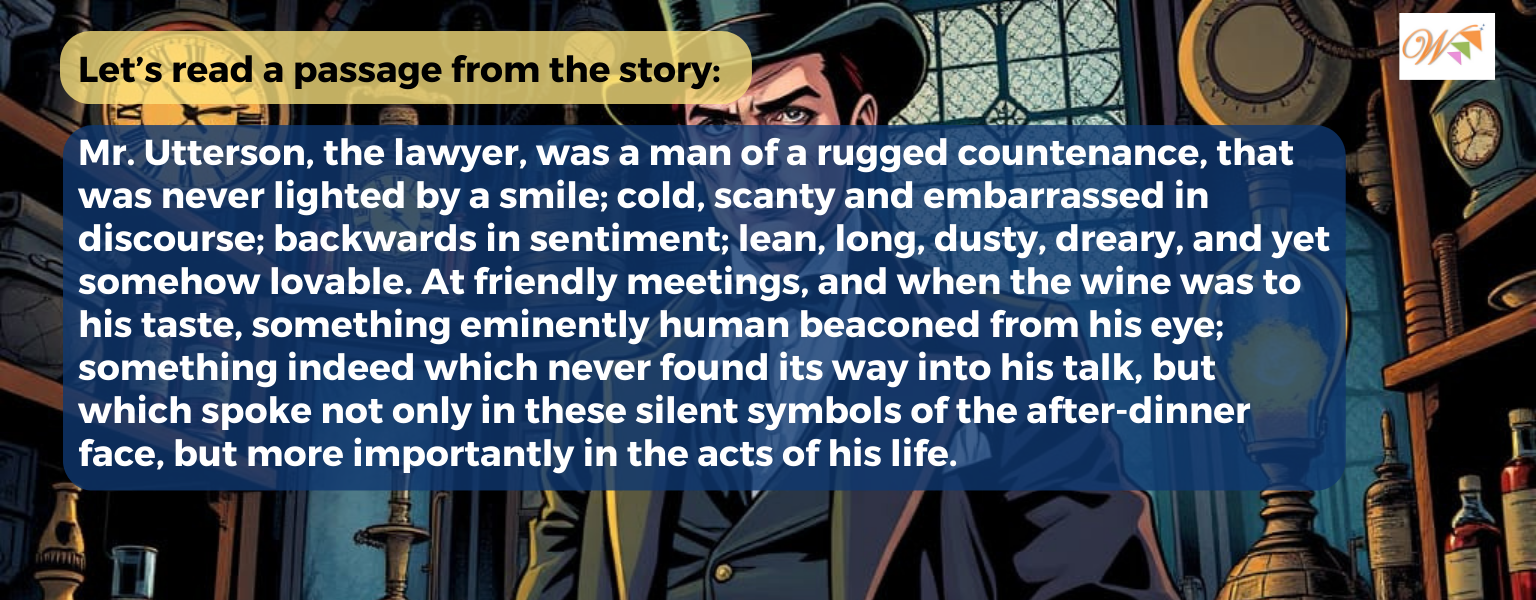 Let's read a passage from the story:
W
Mr. Utterson, the lawyer, was a man of a rugged countenance, that
was never lighted by a smile; cold, scanty and embarrassed in
discourse; backwards in sentiment; lean, long, dusty, dreary, and yet
somehow lovable. At friendly meetings, and when the wine was to
his taste, something eminently human beaconed from his eye;
something indeed which never found its way into his talk, but
which spoke not only in these silent symbols of the after-dinner
face, but more importantly in the acts of his life.